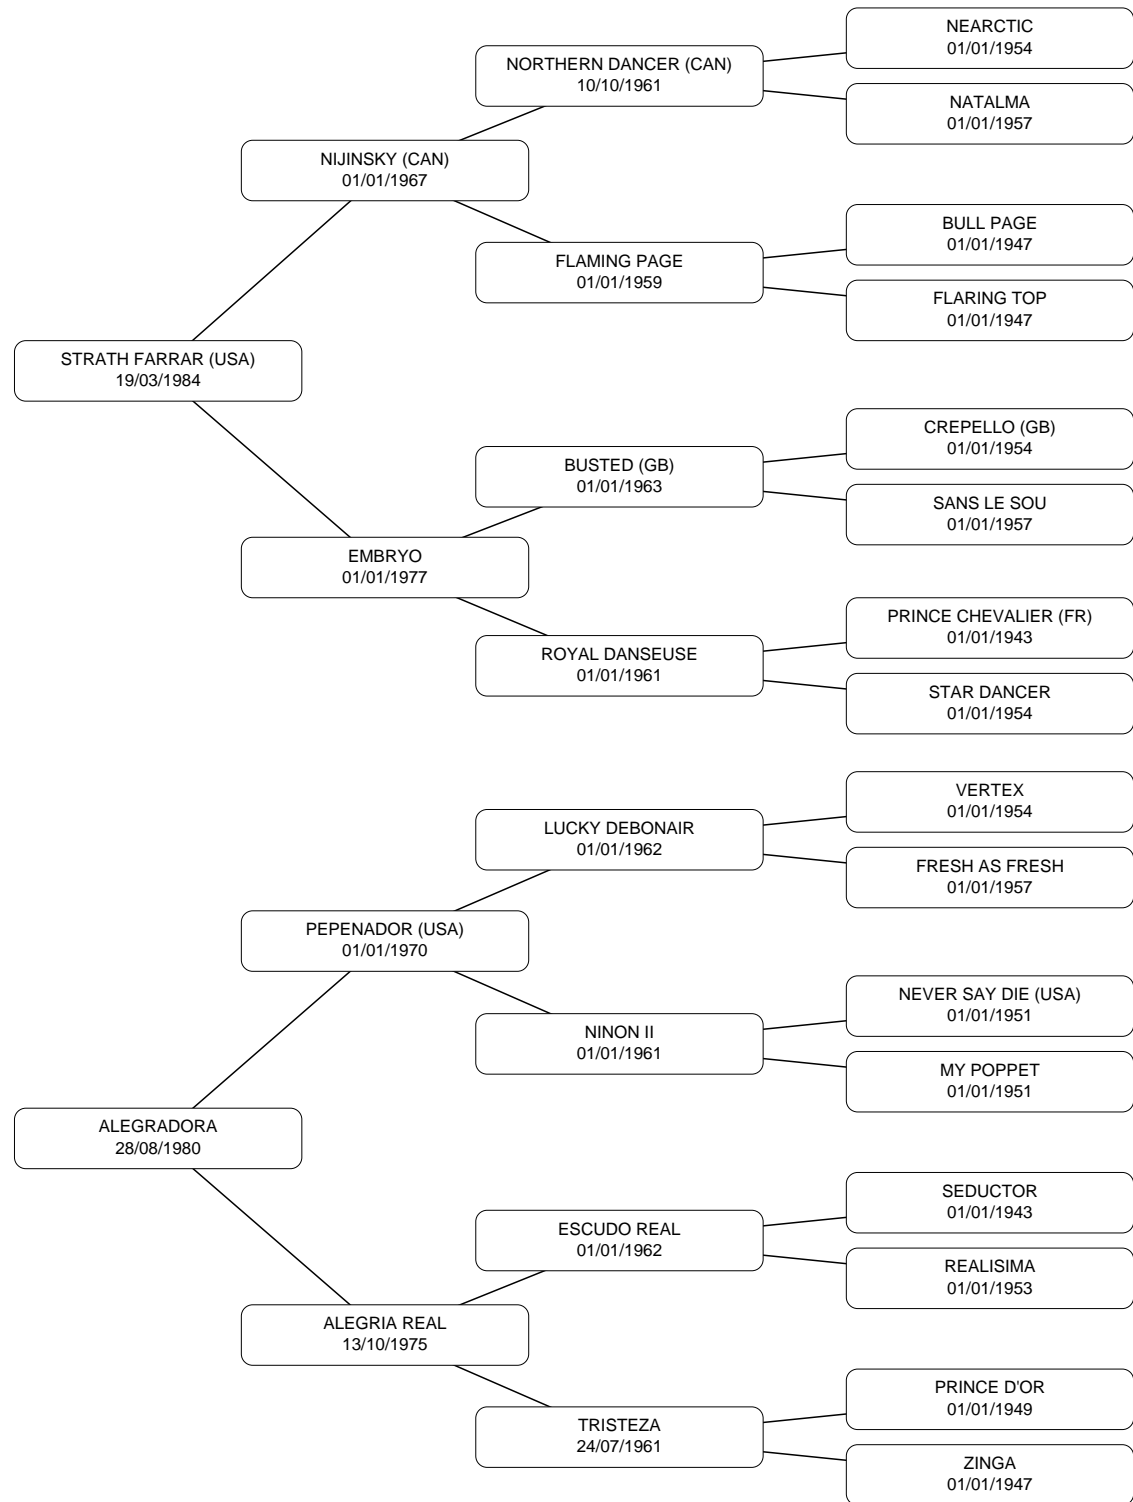 NEARCTIC
01/01/1954
NORTHERN DANCER (CAN)
10/10/1961
NATALMA
01/01/1957
NIJINSKY (CAN)
01/01/1967
BULL PAGE
01/01/1947
FLAMING PAGE
01/01/1959
FLARING TOP
01/01/1947
STRATH FARRAR (USA)
19/03/1984
CREPELLO (GB)
01/01/1954
BUSTED (GB)
01/01/1963
SANS LE SOU
01/01/1957
EMBRYO
01/01/1977
PRINCE CHEVALIER (FR)
01/01/1943
ROYAL DANSEUSE
01/01/1961
STAR DANCER
01/01/1954
VERTEX
01/01/1954
LUCKY DEBONAIR
01/01/1962
FRESH AS FRESH
01/01/1957
PEPENADOR (USA)
01/01/1970
NEVER SAY DIE (USA)
01/01/1951
NINON II
01/01/1961
MY POPPET
01/01/1951
ALEGRADORA
28/08/1980
SEDUCTOR
01/01/1943
ESCUDO REAL
01/01/1962
REALISIMA
01/01/1953
ALEGRIA REAL
13/10/1975
PRINCE D'OR
01/01/1949
TRISTEZA
24/07/1961
ZINGA
01/01/1947